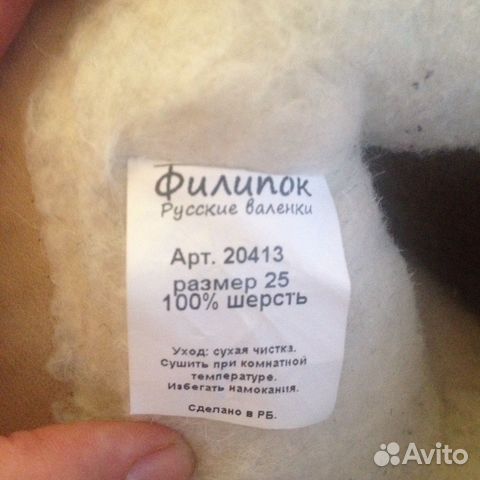 Филипок
Русские валенки
Арт. 20413
размер 25
100% шерсть
Уход: сухая чистка.
Сушить при комнатной
температуре.
Избегать намокания.
Сделано в РБ.
Avito